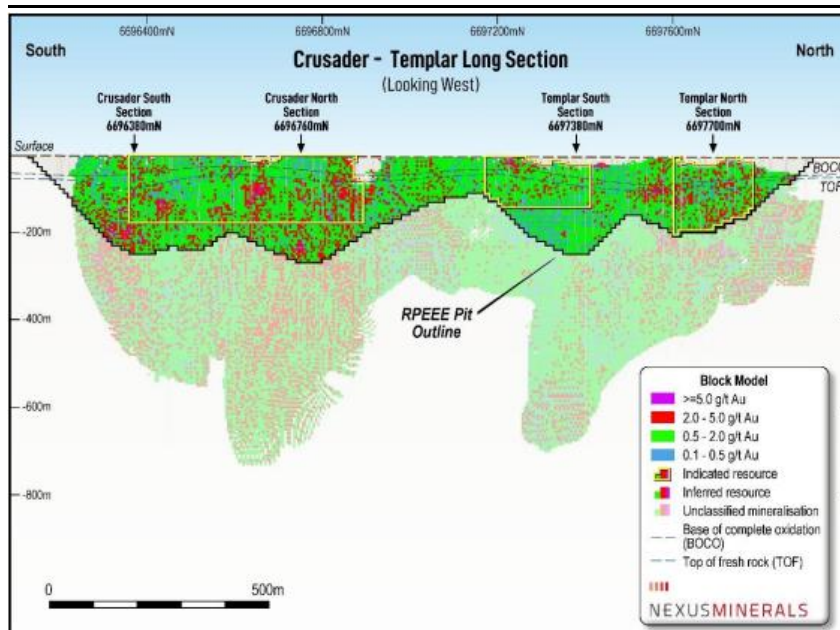 6696400mN 6696800mN 6697200mN 6697600mN
South
North
Crusader - Templar Long Section
(Looking West)
Crusader South
Section
6696380mN
Crusader North
Section
6696760mN
Templar South
Section
6697380mN
Templar North
Section
6697700mN
Surface
BOCO
TOF
-200m
-400m
-600m
-800m
RPEEE Pit
Outline
Block Model
>=5.0 g/t Au
2.0 - 5.0 g/t Au
0.5 - 2.0 g/t Au
0.1 - 0.5 g/t Au
Indicated resource
Inferred resource
Unclassified mineralisation
Base of complete oxidation
(BOCO)
Top of fresh rock (TOF)
NEXUSMINERALS
0 500m